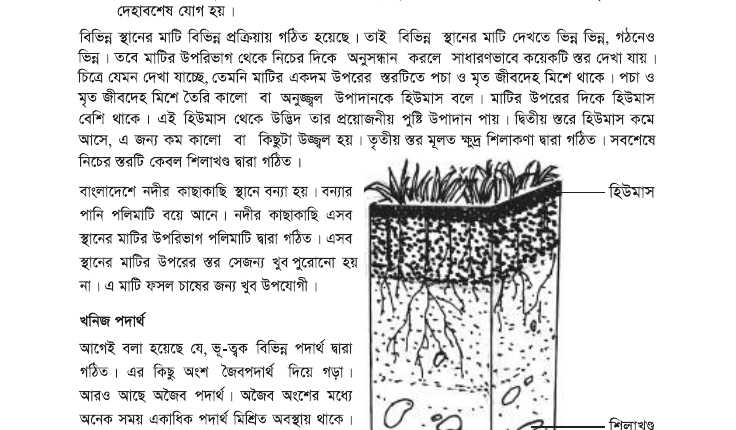 দেহাবশেষ যোগ হয়।
বিভিন্ন স্থানের মাটি বিভিন্ন প্রক্রিয়ায় গঠিত হয়েছে। তাই বিভিন্ন স্থানের মাটি দেখতে ভিন্ন ভিন্ন, গঠনেও
ভিন্ন। তবে মাটির উপরিভাগ থেকে নিচের দিকে অনুসন্ধান করলে সাধারণভাবে কয়েকটি স্তর দেখা যায়।
চিত্রে যেমন দেখা যাচ্ছে, তেমনি মাটির একদম উপরের স্তরটিতে পচা ও মৃত জীবদেহ মিশে থাকে। পচা ও
মৃত জীবদেহ মিশে তৈরি কালো বা অনুজ্জ্বল উপাদানকে হিউমাস বলে। মাটির উপরের দিকে হিউমাস
বেশি থাকে। এই হিউমাস থেকে উদ্ভিদ তার প্রয়োজনীয় পুষ্টি উপাদান পায়। দ্বিতীয় স্তরে হিউমাস কমে
আসে, এ জন্য কম কালো বা কিছুটা উজ্জ্বল হয়। তৃতীয় স্তর মূলত ক্ষুদ্র শিলাকণা দ্বারা গঠিত। সবশেষে
নিচের স্তরটি কেবল শিলাখণ্ড দ্বারা গঠিত।
বাংলাদেশে নদীর কাছাকাছি স্থানে বন্যা হয়। বন্যার
পানি পলিমাটি বয়ে আনে। নদীর কাছাকাছি এসব
স্থানের মাটির উপরিভাগ পলিমাটি দ্বারা গঠিত। এসব
স্থানের মাটির উপরের স্তর সেজন্য খুব পুরোনো হয়
না। এ মাটি ফসল চাষের জন্য খুব উপযোগী।
হিউমাস
খনিজ পদার্থ
আগেই বলা হয়েছে যে, ভূ-ত্বক বিভিন্ন পদার্থ দ্বারা
গঠিত। এর কিছু অংশ জৈবপদার্থ দিয়ে গড়া।
আরও আছে অজৈব পদার্থ। অজৈব অংশের মধ্যে
অনেক সময় একাধিক পদার্থ মিশ্রিত অবস্থায় থাকে।
শিলাখণ্ড